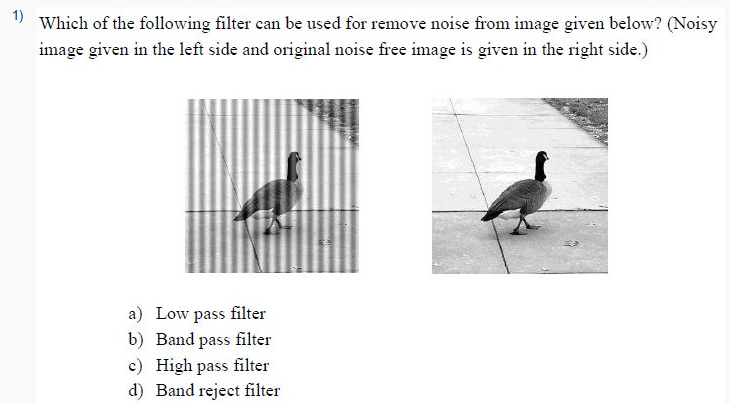 1) Which of the following filter can be used for remove noise from image given below? (Noisy
image given in the left side and original noise free image is given in the right side.)
a) Low pass filter
b) Band pass filter
c) High pass filter
d) Band reject filter